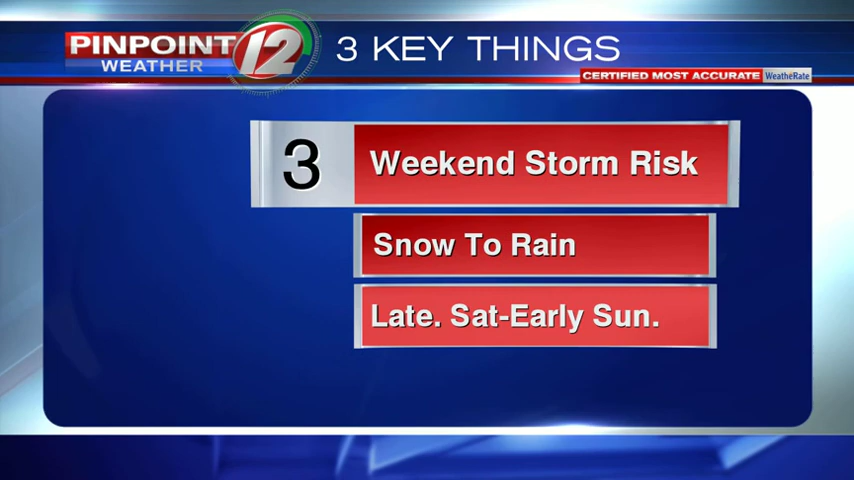 PINPOINT 12
WEATHER
3 KEY THINGS
CERTIFIED MOST ACCURATE WeatheRate
3 Weekend Storm Risk
Snow To Rain
Late. Sat-Early Sun.